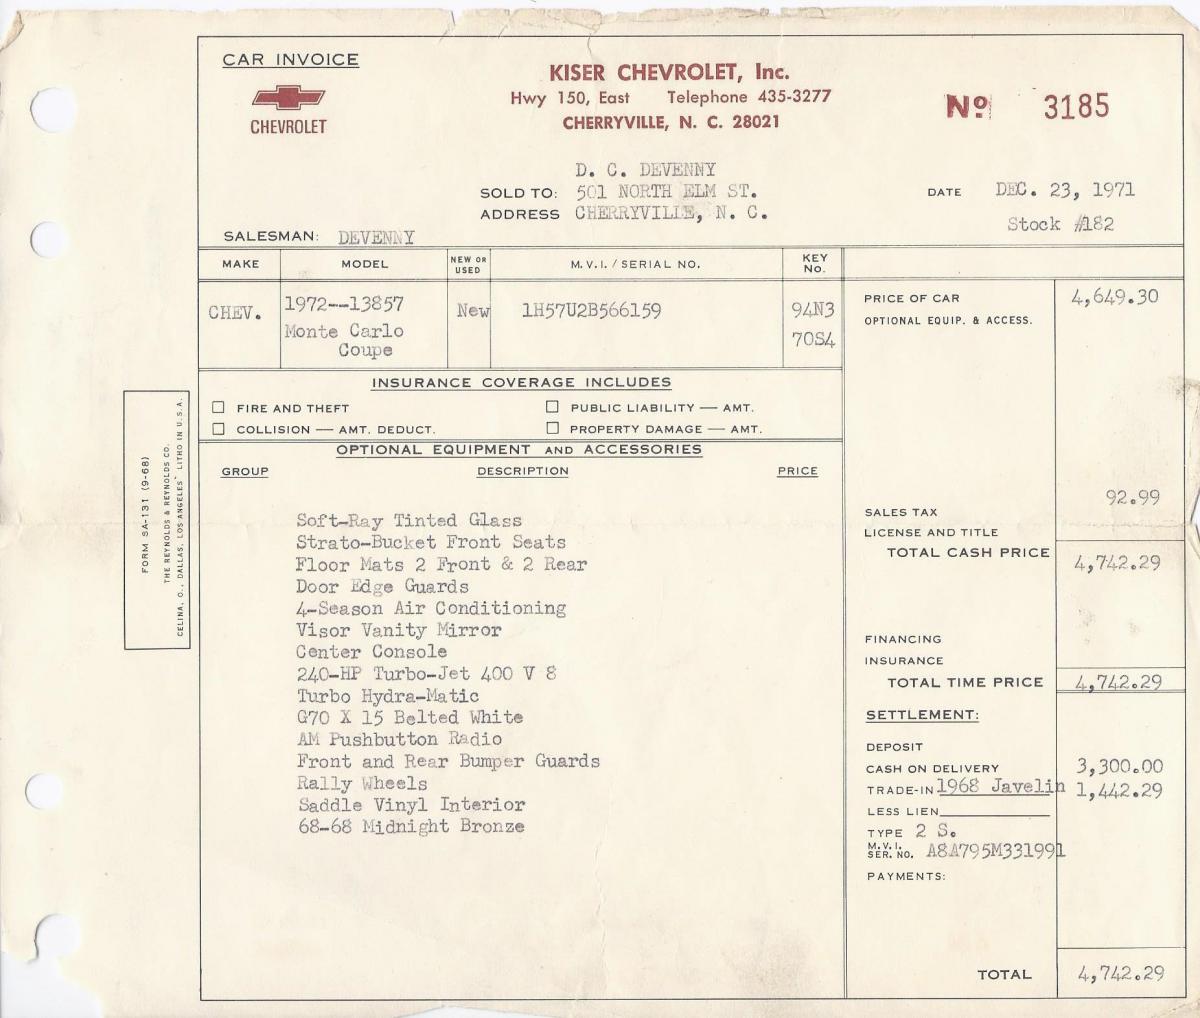 CAR INVOICE
CHEVROLET
KISER CHEVROLET, Inc.
Hwy 150, East Telephone 435-3277
CHERRYVILLE, N. C. 28021
Nº 3185
D. C. DEVENNY
SOLD TO: 501 NORTH ELM ST.
ADDRESS CHERRYVILLE, N. C.
DATE DEC. 23, 1971
Stock #182
SALESMAN: DEVENNY
MAKE MODEL NEW OR USED M.V.I. / SERIAL NO. KEY NO.
CHEV. 1972--13857 New 1H57U2B566159 94N3
Monte Carlo 70S4
Coupe
INSURANCE COVERAGE INCLUDES
FIRE AND THEFT PUBLIC LIABILITY — AMT.
COLLISION — AMT. DEDUCT. PROPERTY DAMAGE — AMT.
OPTIONAL EQUIPMENT AND ACCESSORIES
GROUP DESCRIPTION PRICE
Soft-Ray Tinted Glass
Strato-Bucket Front Seats
Floor Mats 2 Front & 2 Rear
Door Edge Guards
4-Season Air Conditioning
Visor Vanity Mirror
Center Console
240-HP Turbo-Jet 400 V 8
Turbo Hydra-Matic
G70 X 15 Belted White
AM Pushbutton Radio
Front and Rear Bumper Guards
Rally Wheels
Saddle Vinyl Interior
68-68 Midnight Bronze
PRICE OF CAR 4,649.30
OPTIONAL EQUIP. & ACCESS.
92.99
SALES TAX
LICENSE AND TITLE
TOTAL CASH PRICE 4,742.29
FINANCING
INSURANCE
TOTAL TIME PRICE 4,742.29
SETTLEMENT:
DEPOSIT
CASH ON DELIVERY 3,300.00
TRADE-IN 1968 Javelin 1,442.29
LESS LIEN
TYPE 2 S.
M.V.I. SER. NO. A8A795M331991
PAYMENTS:
TOTAL 4,742.29
FORM SA-131 (9-68)
THE REYNOLDS & REYNOLDS CO.
CELINA, O., DALLAS, LOS ANGELES LITHO IN U.S.A.